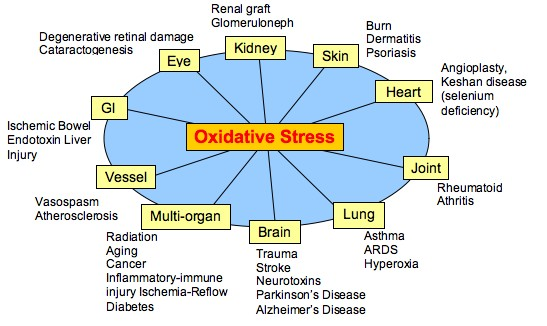 Renal graft
Glomeruloneph
Kidney
Burn
Dermatitis
Psoriasis
Skin
Degenerative retinal damage
Cataractogenesis
Eye
Angioplasty,
Keshan disease
(selenium
deficiency)
Heart
GI
Ischemic Bowel
Endotoxin Liver
Injury
Oxidative Stress
Joint
Rheumatoid
Athritis
Vessel
Vasospasm
Atherosclerosis
Multi-organ
Radiation
Aging
Cancer
Inflammatory-immune
injury Ischemia-Reflow
Diabetes
Brain
Trauma
Stroke
Neurotoxins
Parkinson's Disease
Alzheimer's Disease
Lung
Asthma
ARDS
Hyperoxia